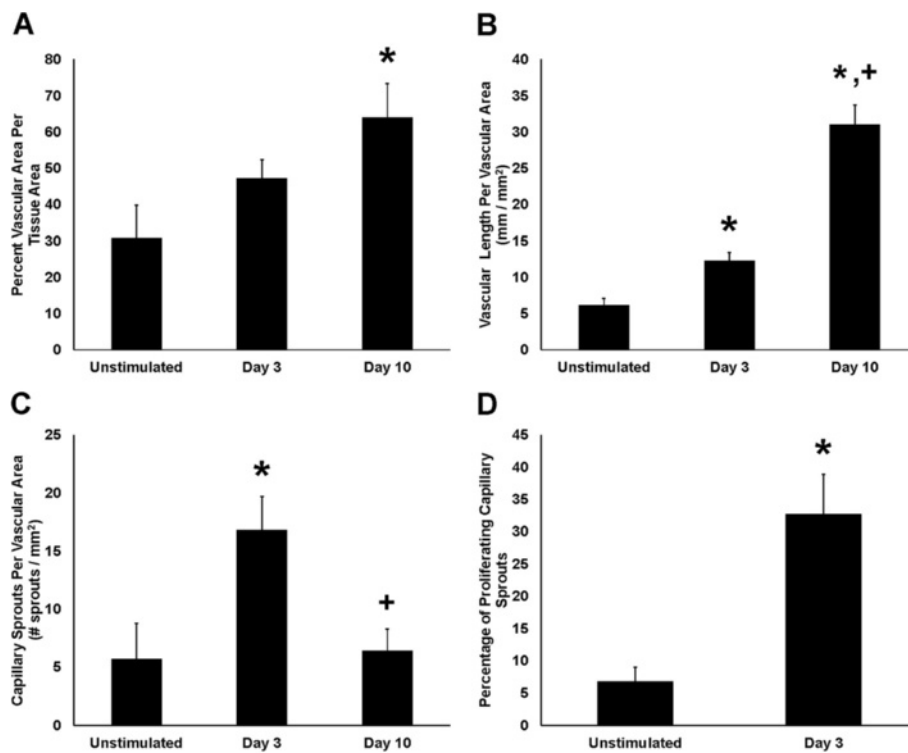 A
Percent Vascular Area Per
Tissue Area
80
70
60
50
40
30
20
10
0
*
Unstimulated Day 3 Day 10
B
Vascular Length Per Vascular Area
(mm / mm²)
40
35
30
25
20
15
10
5
0
*
*,+
Unstimulated Day 3 Day 10
C
Capillary Sprouts Per Vascular Area
(# sprouts / mm²)
25
20
15
10
5
0
*
+
Unstimulated Day 3 Day 10
D
Percentage of Proliferating Capillary
Sprouts
45
40
35
30
25
20
15
10
5
0
*
Unstimulated Day 3